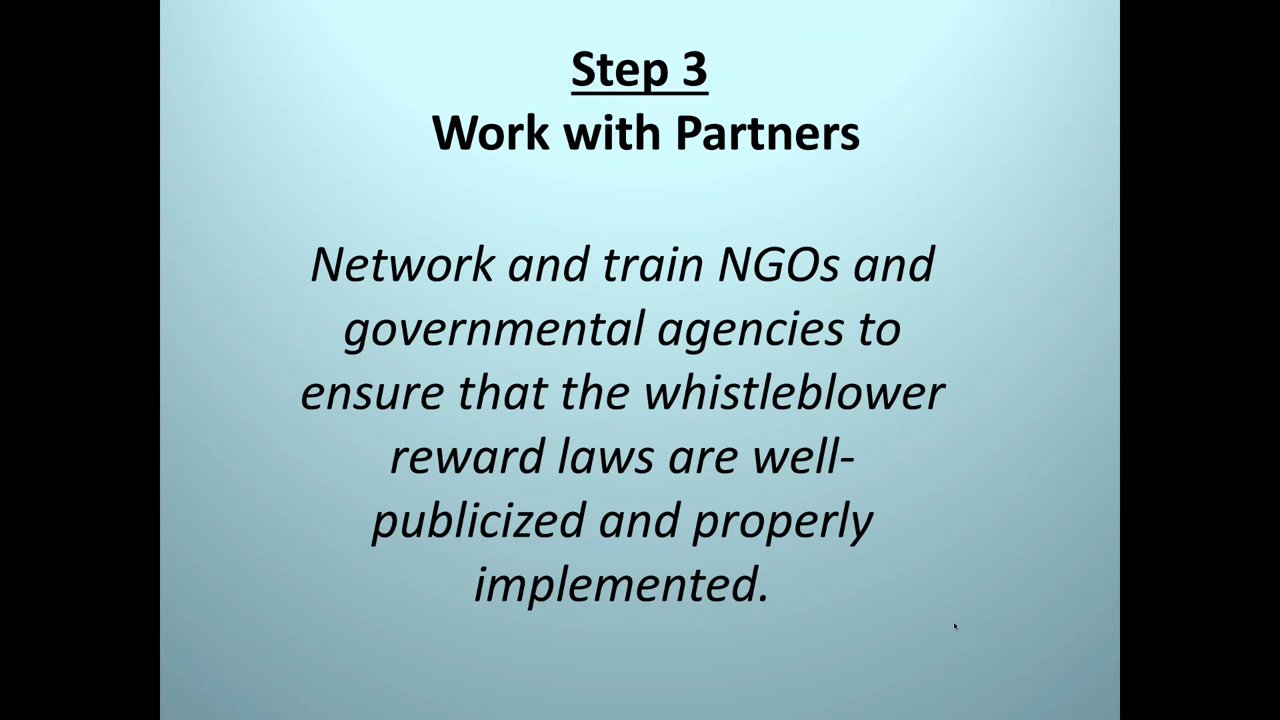 Step 3
Work with Partners
Network and train NGOs and
governmental agencies to
ensure that the whistleblower
reward laws are well-
publicized and properly
implemented.